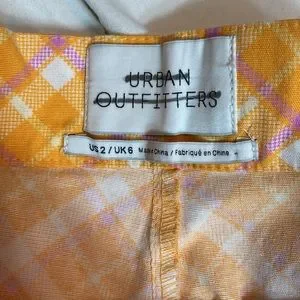 URBAN
OUTFITTERS
US 2 / UK 6 Made in China / Fabriqué en Chine